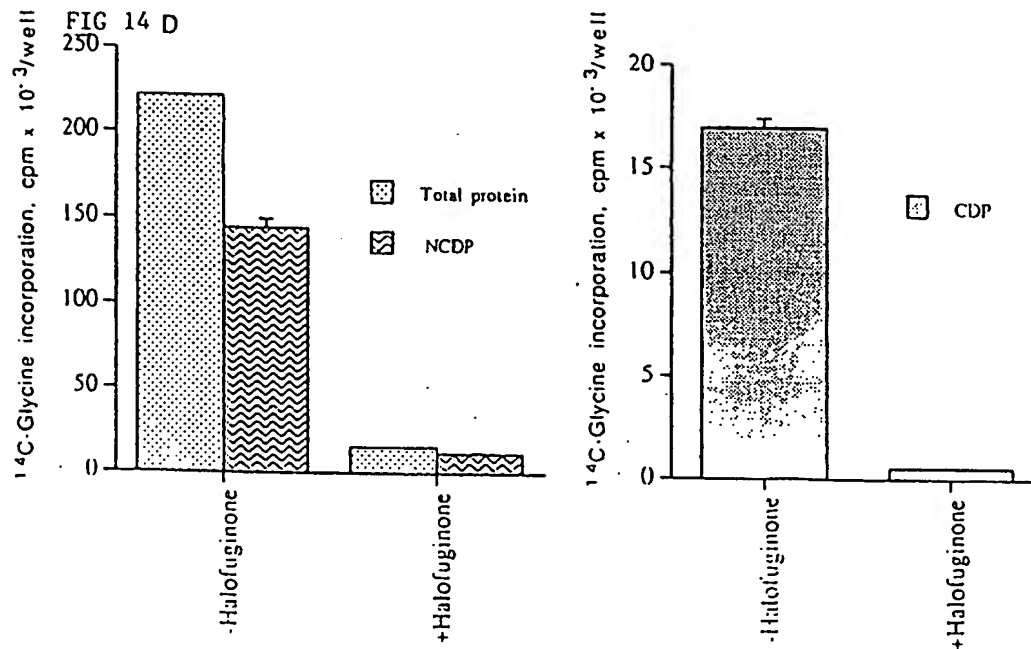 FIG 14 D
14C-Glycine incorporation, cpm x 10-3/well
250
200
150
100
50
0
Total protein
NCDP
-Halofuginone
+Halofuginone
14C-Glycine incorporation, cpm x 10-3/well
20
15
10
5
0
CDP
-Halofuginone
+Halofuginone